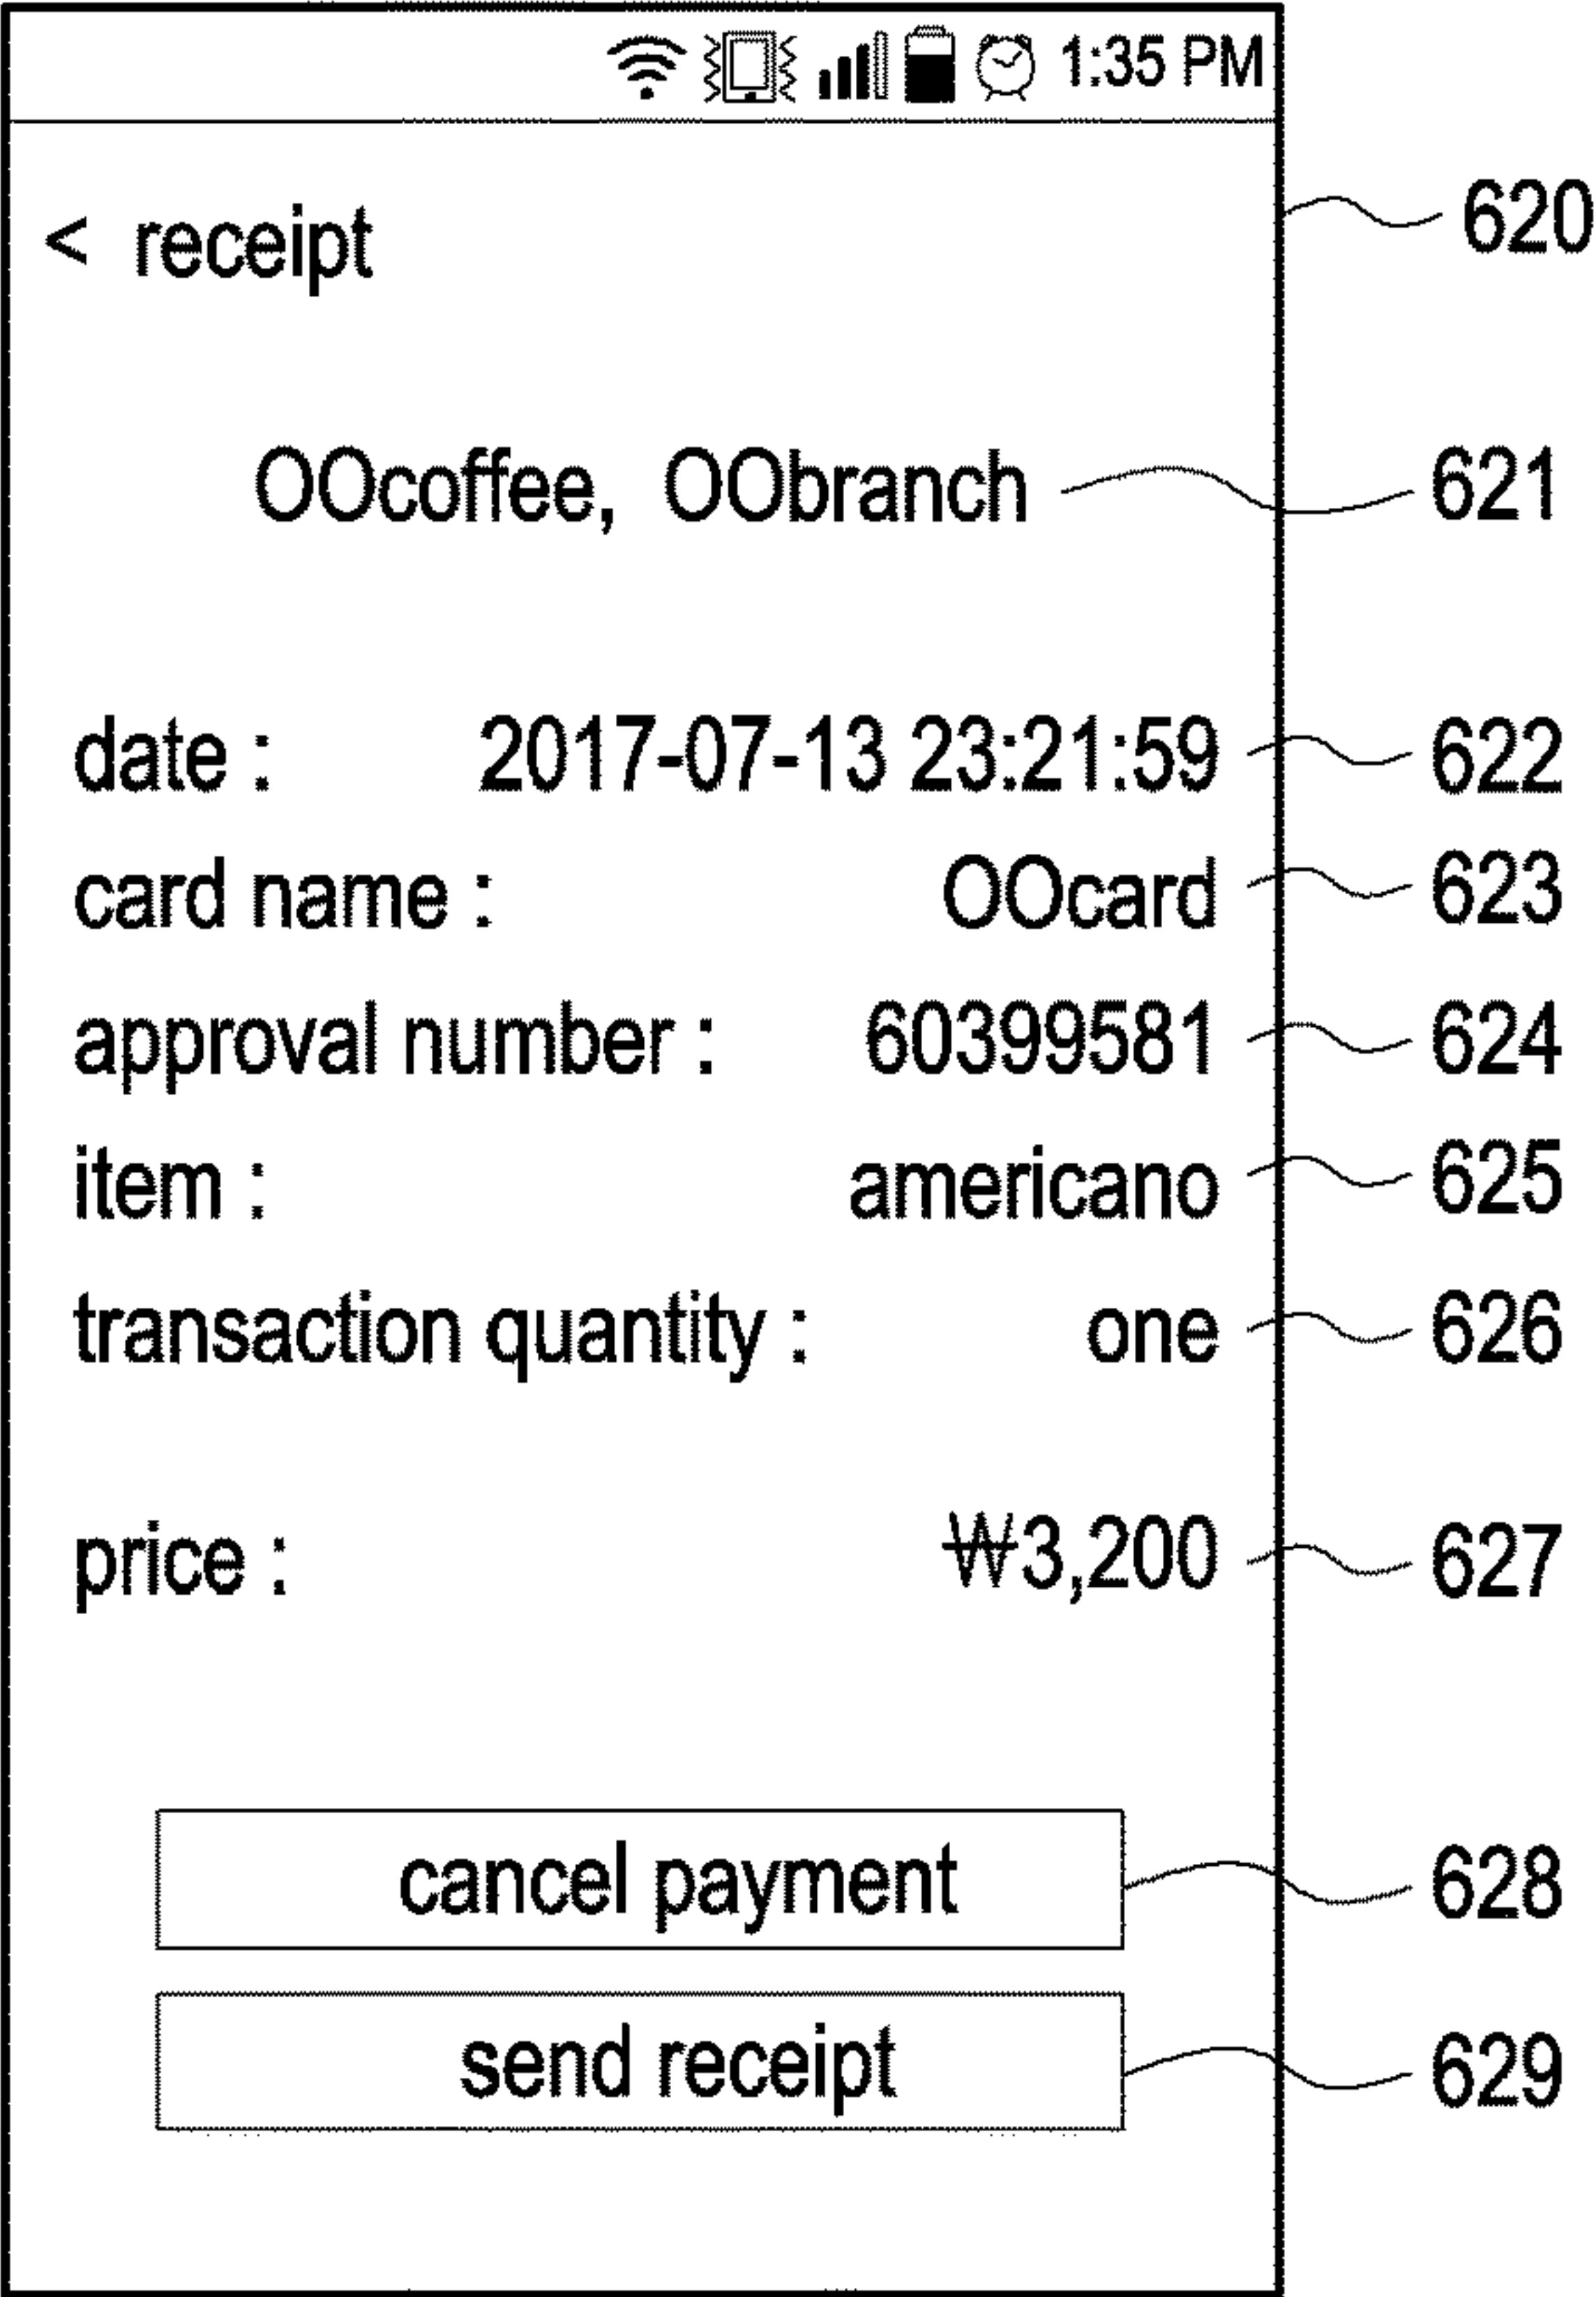 1:35 PM
< receipt 620
OOcoffee, OObranch 621
date : 2017-07-13 23:21:59 622
card name : OOcard 623
approval number : 60399581 624
item : americano 625
transaction quantity : one 626
price : ₩3,200 627
cancel payment 628
send receipt 629